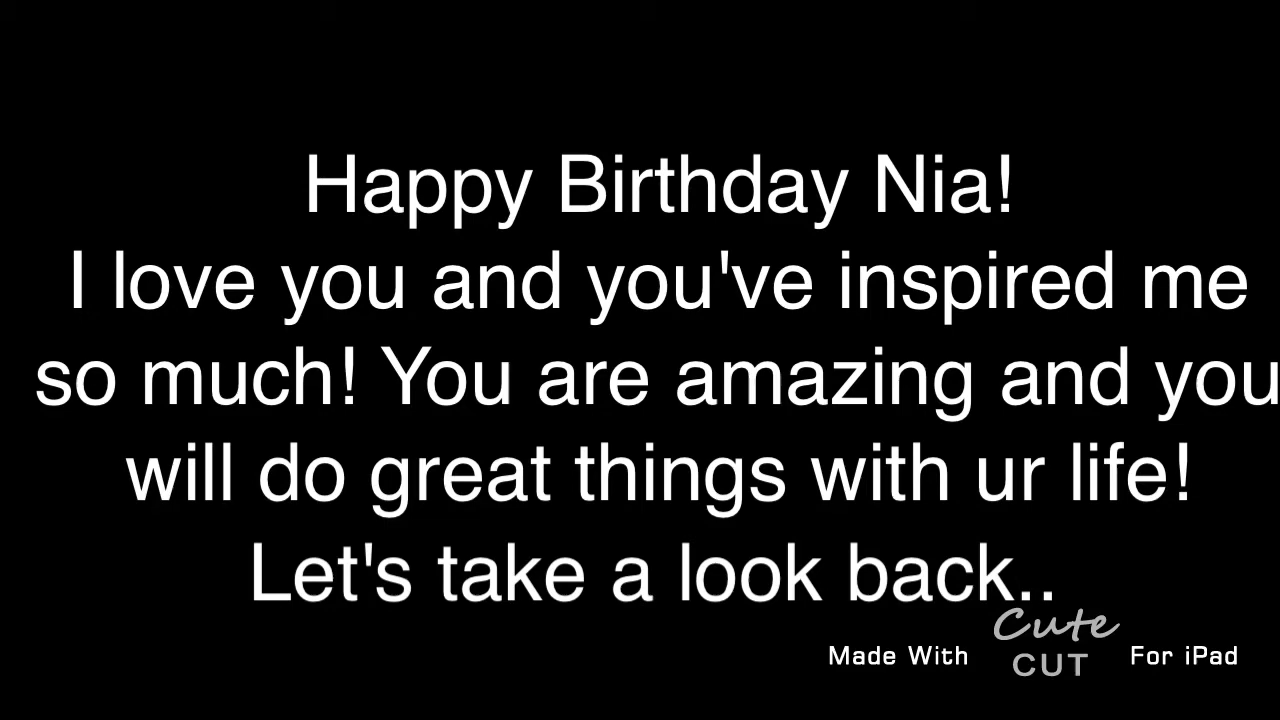 Happy Birthday Nia!
I love you and you've inspired me
so much! You are amazing and you
will do great things with ur life!
Let's take a look back..
Made With Cute CUT For iPad